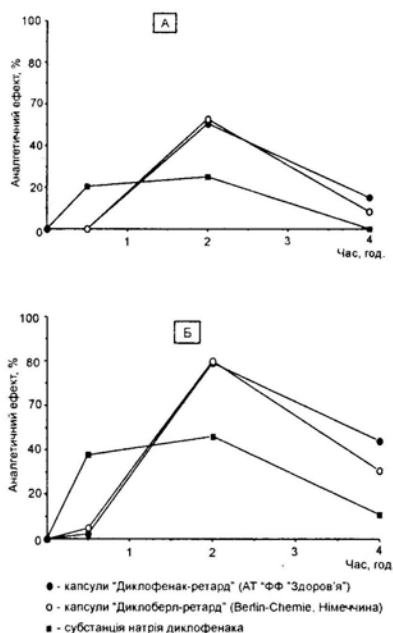 А
Аналгетичний ефект, %
100
80
70
40
20
0
1
2
3
4
Час, год.
Б
Аналгетичний ефект, %
100
80
60
40
20
0
1
2
3
4
Час, год.
● - капсули "Диклофенак-ретард" (АТ "ФФ "Здоров'я")
○ - капсули "Диклоберл-ретард" (Berlin-Chemie, Німеччина)
■ - субстанція натрія диклофенака